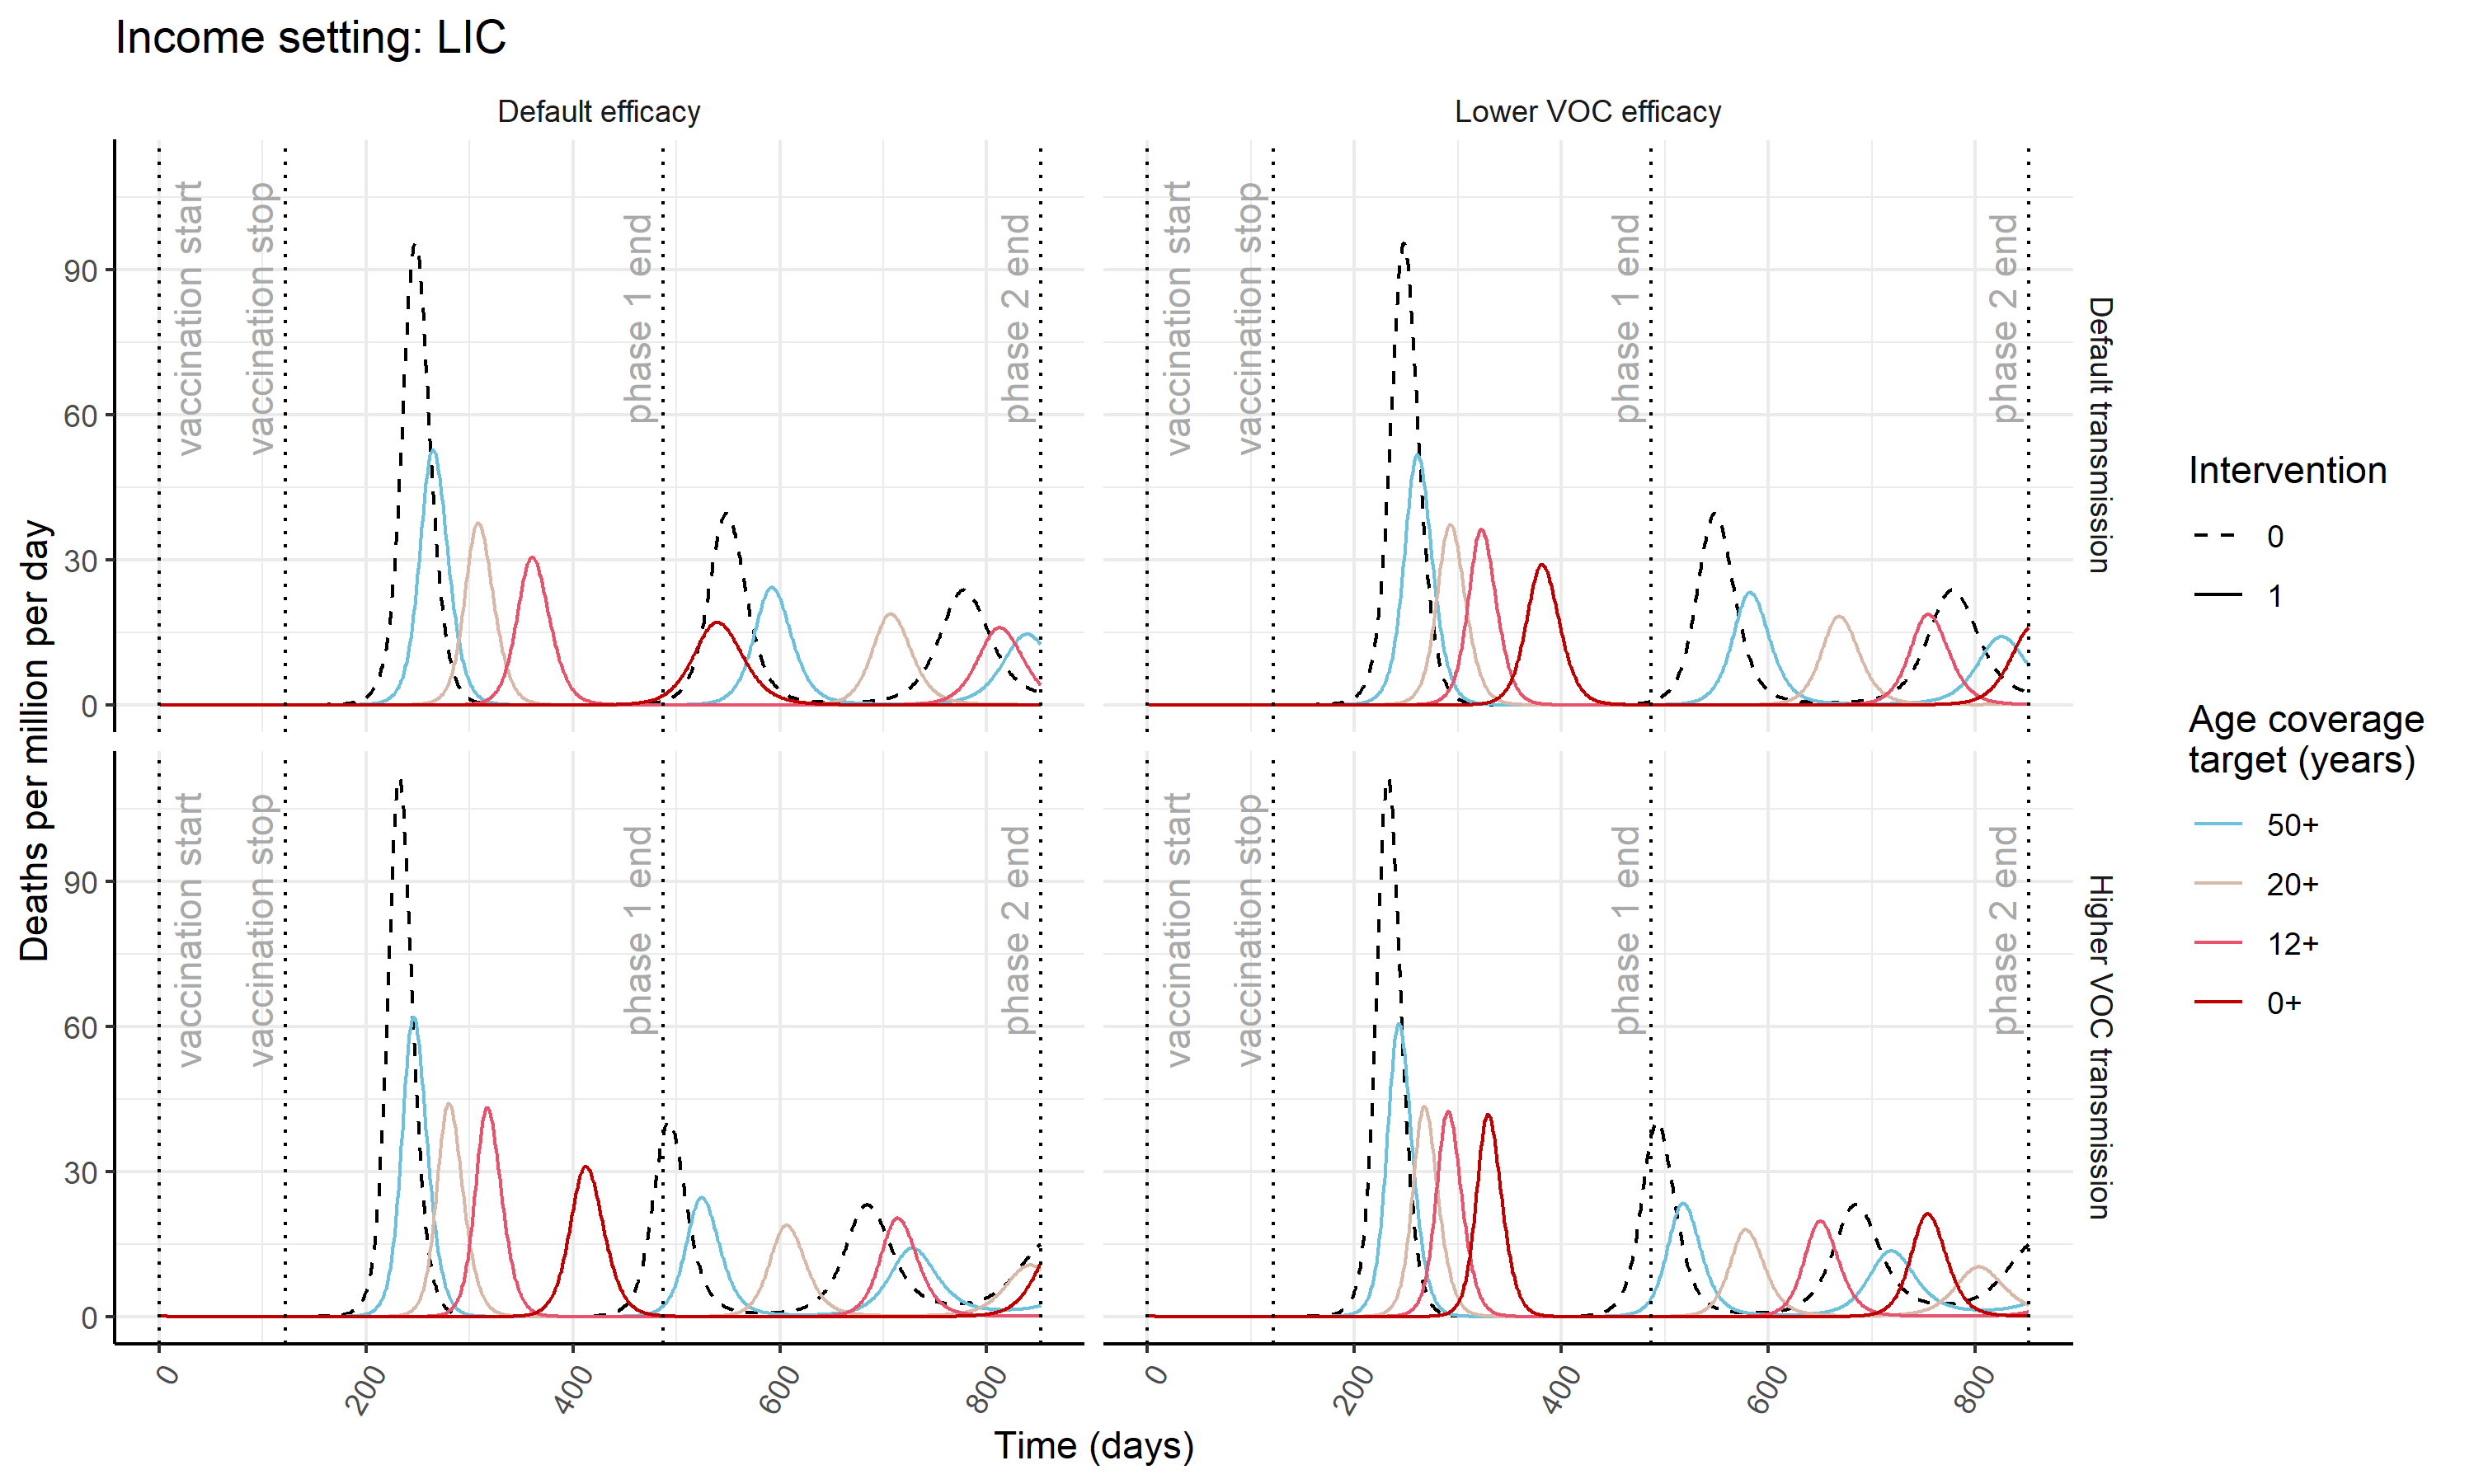 Income setting: LIC
Default efficacy
Lower VOC efficacy
Deaths per million per day
90
60
30
0
vaccination start
vaccination stop
phase 1 end
phase 2 end
vaccination start
vaccination stop
phase 1 end
phase 2 end
Default transmission
90
60
30
0
vaccination start
vaccination stop
phase 1 end
phase 2 end
vaccination start
vaccination stop
phase 1 end
phase 2 end
Higher VOC transmission
0
200
400
600
800
0
200
400
600
800
Time (days)
Intervention
0
1
Age coverage
target (years)
50+
20+
12+
0+